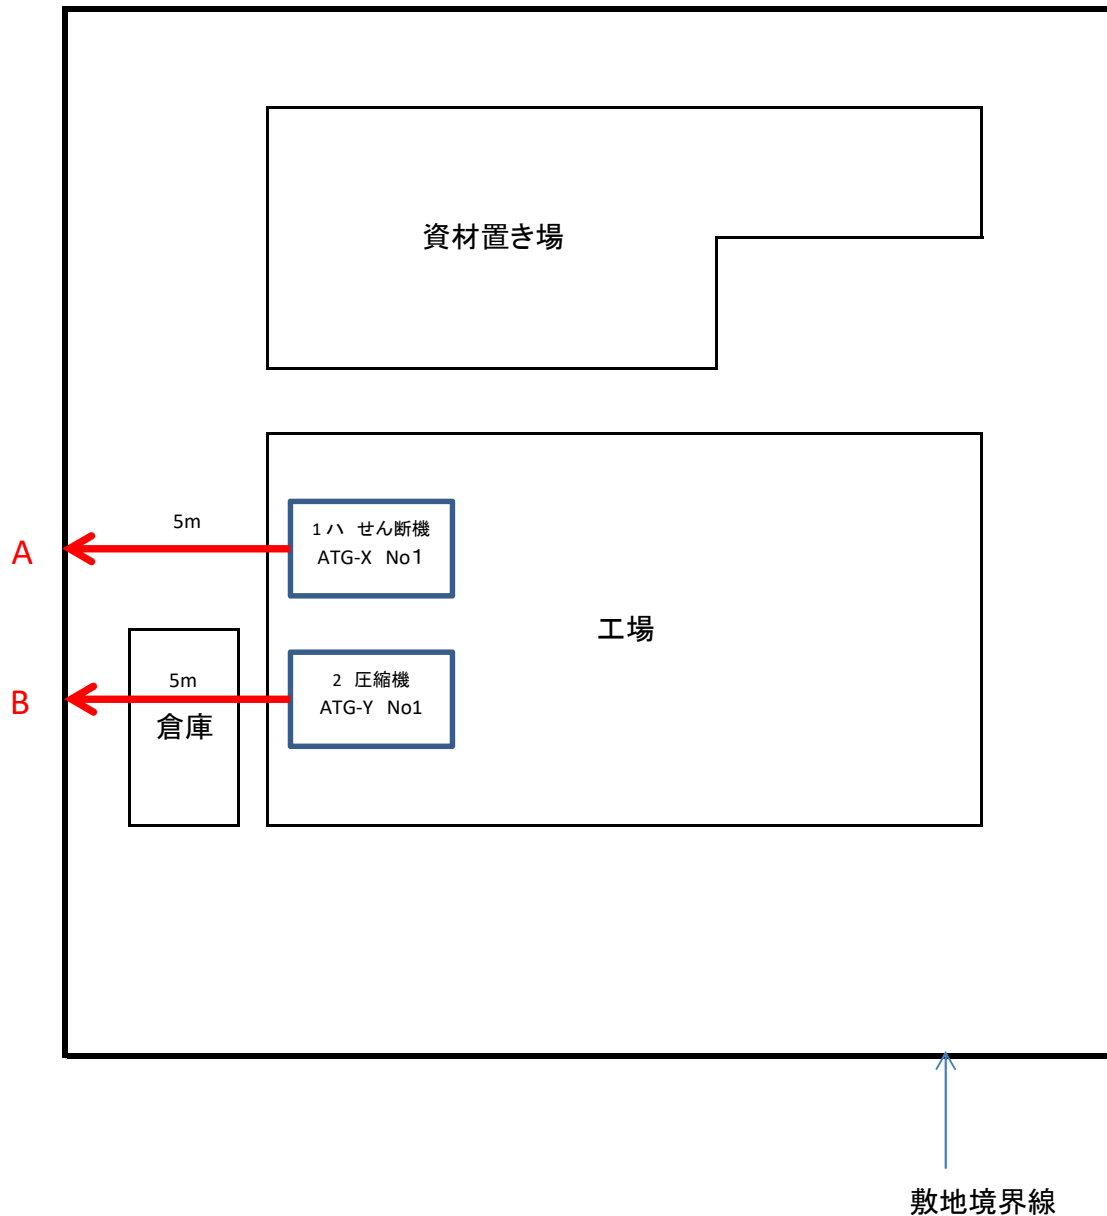 資材置き場
5m
1ハ せん断機
ATG-X No1
A
工場
5m
2 圧縮機
ATG-Y No1
B
倉庫
敷地境界線